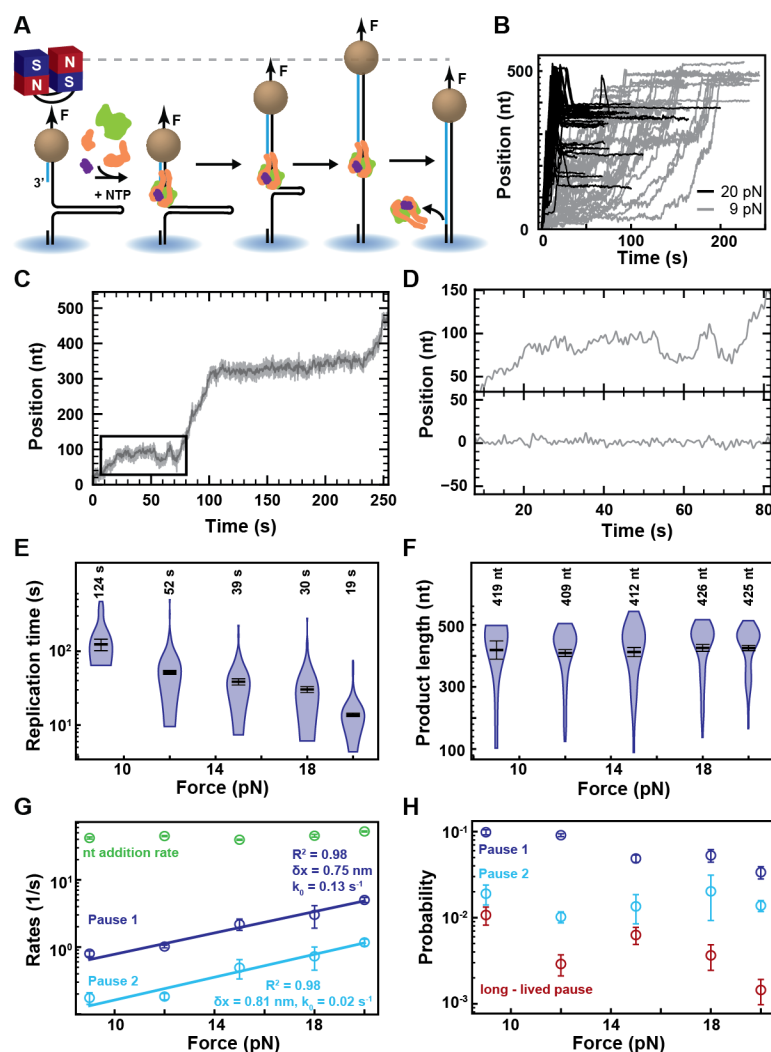 A
S
N
N
S
F
3'
+ NTP
F
F
F
F
B
Position (nt)
500
250
0
0
100
200
Time (s)
20 pN
9 pN
C
Position (nt)
500
400
300
200
100
0
0
50
100
150
200
250
Time (s)
D
Position (nt)
150
100
50
Position (nt)
50
0
-50
20
40
60
80
Time (s)
E
Replication time (s)
10²
10¹
124 s
52 s
39 s
30 s
19 s
10
14
18
Force (pN)
F
Product length (nt)
500
300
100
419 nt
409 nt
412 nt
426 nt
425 nt
10
14
18
Force (pN)
G
Rates (1/s)
10¹
10⁰
nt addition rate
R² = 0.98
δx = 0.75 nm
k₀ = 0.13 s⁻¹
Pause 1
Pause 2
R² = 0.98
δx = 0.81 nm, k₀ = 0.02 s⁻¹
10
14
18
Force (pN)
H
Probability
10⁻¹
10⁻²
10⁻³
Pause 1
Pause 2
long - lived pause
10
14
18
Force (pN)